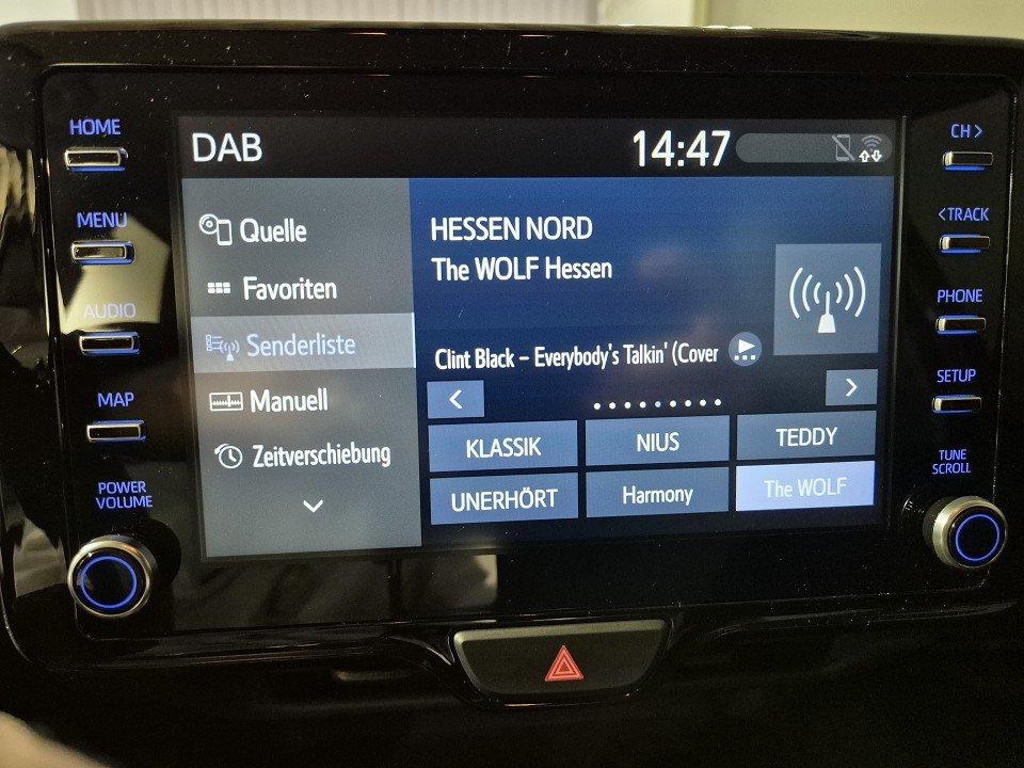 HOME
MENU
AUDIO
MAP
POWER
VOLUME
DAB
14:47
Quelle
Favoriten
Senderliste
Manuell
Zeitverschiebung
HESSEN NORD
The WOLF Hessen
Clint Black – Everybody's Talkin' (Cover
<
>
KLASSIK
NIUS
TEDDY
UNERHÖRT
Harmony
The WOLF
CH >
< TRACK
PHONE
SETUP
TUNE
SCROLL